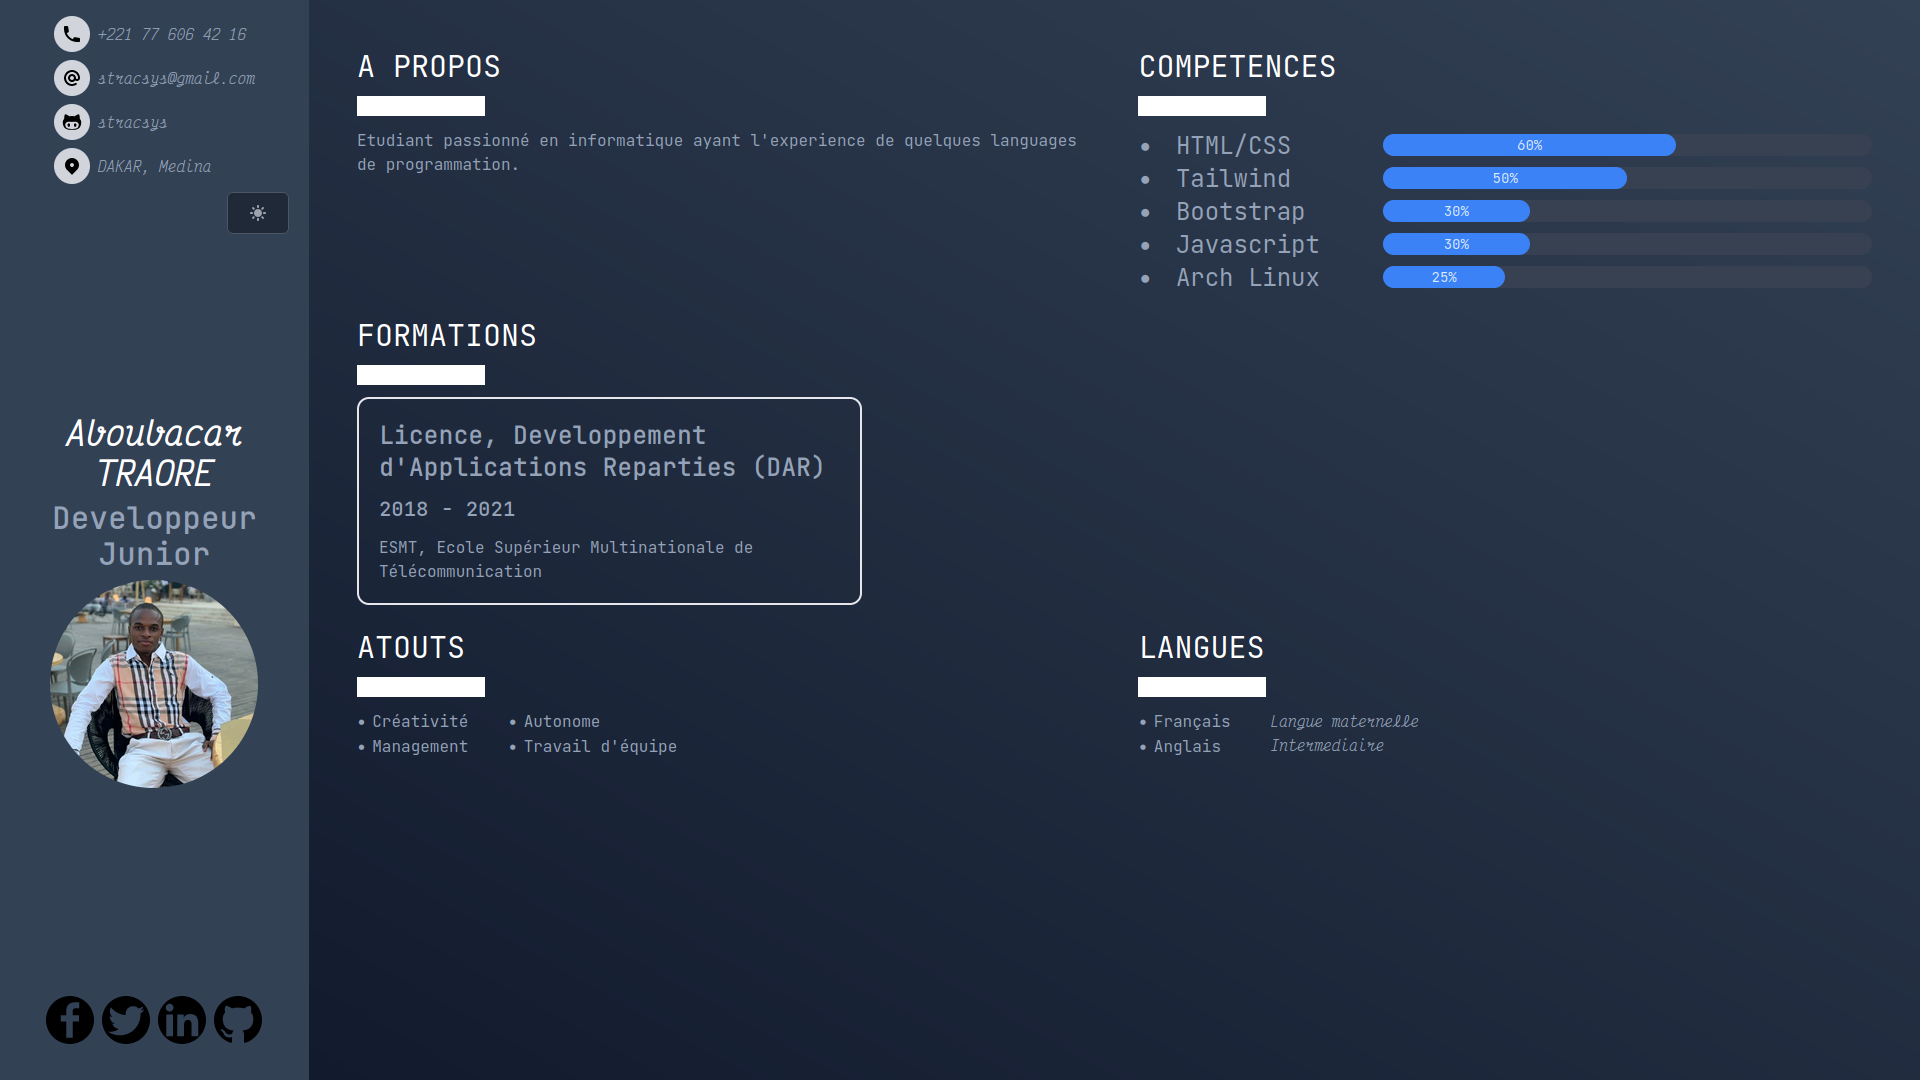 +221 77 606 42 16
stracsys@gmail.com
stracsys
DAKAR, Medina
Aboubacar
TRAORE
Developpeur
Junior
A PROPOS
Etudiant passionné en informatique ayant l'experience de quelques languages
de programmation.
COMPETENCES
• HTML/CSS 60%
• Tailwind 50%
• Bootstrap 30%
• Javascript 30%
• Arch Linux 25%
FORMATIONS
Licence, Developpement
d'Applications Reparties (DAR)
2018 - 2021
ESMT, Ecole Supérieur Multinationale de
Télécommunication
ATOUTS
• Créativité • Autonome
• Management • Travail d'équipe
LANGUES
• Français Langue maternelle
• Anglais Intermediaire